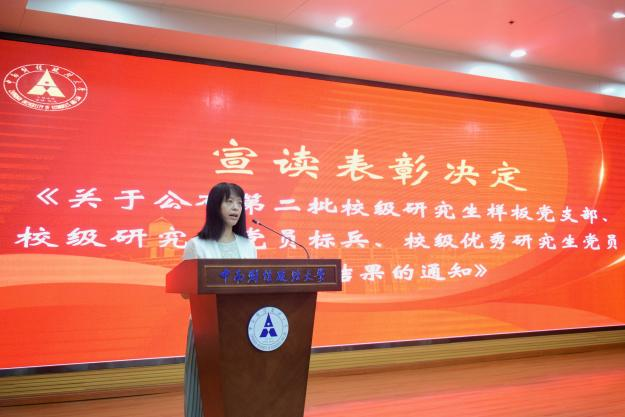 宣读表彰决定
《关于公 第二批校级研究生样板党支部、
校级研究 党员标兵、校级优秀研究生党员
结果的通知》
中南财经政法大学